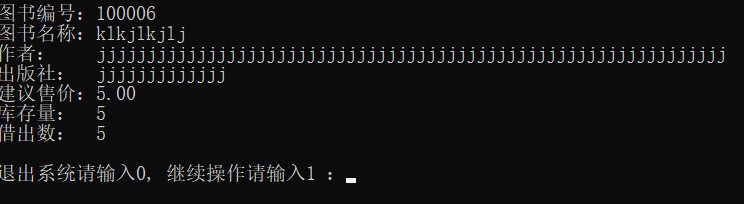 图书编号：100006
图书名称：klkjlkjlj
作者：   jjjjjjjjjjjjjjjjjjjjjjjjjjjjjjjjjjjjjjjjjjjjjjjjjjjjjjjjjjjjjjj
出版社：  jjjjjjjjjjjjj
建议售价：5.00
库存量：  5
借出数：  5
退出系统请输入0, 继续操作请输入1 ：